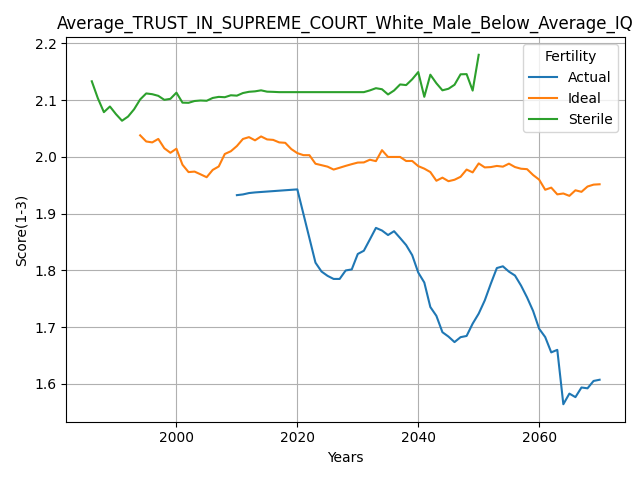 Average_TRUST_IN_SUPREME_COURT_White_Male_Below_Average_IQ
2.2
2.1
2.0
1.9
1.8
1.7
1.6
Score(1-3)
Fertility
Actual
Ideal
Sterile
2000
2020
2040
2060
Years